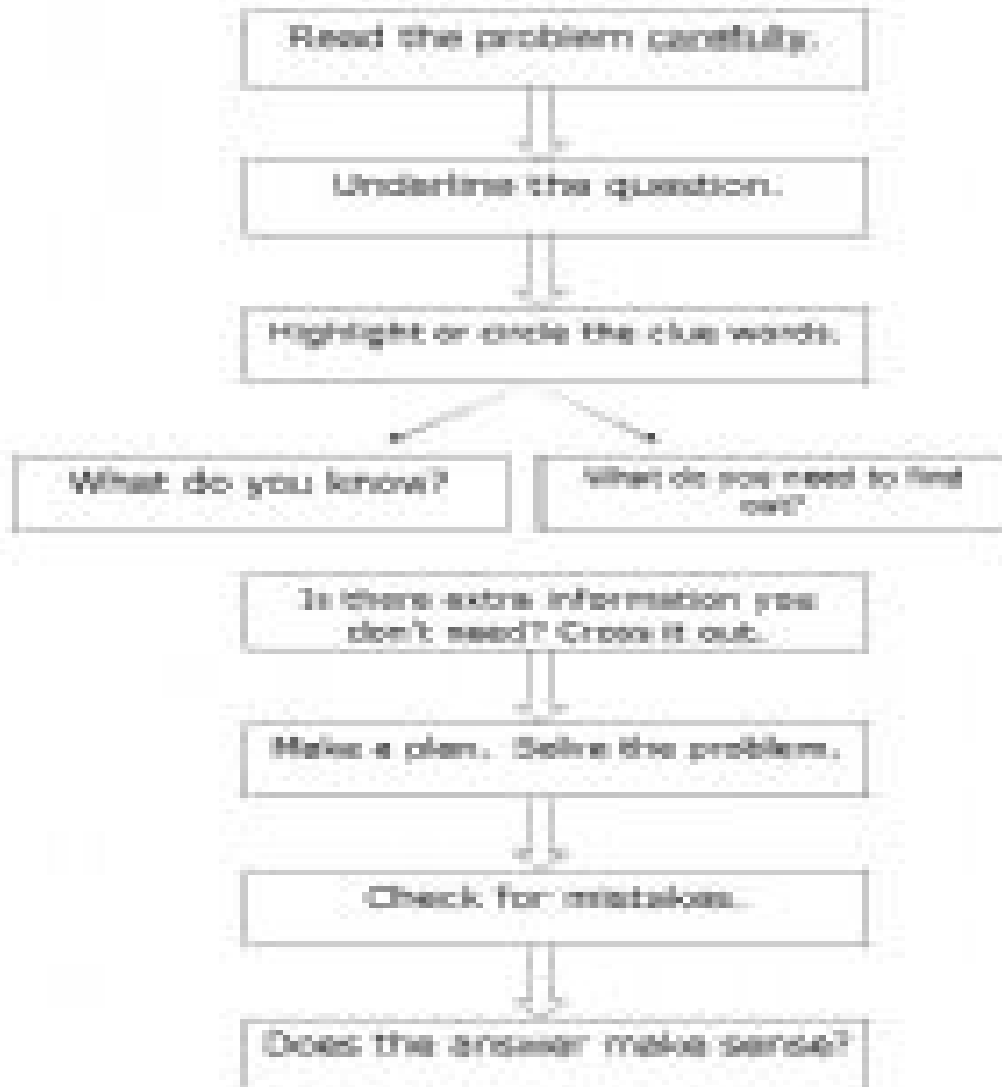 Read the problem carefully.
Underline the question.
Highlight or circle the clue words.
What do you know?
What do you need to find
out?
Is there extra information you
don't need? Cross it out.
Make a plan.  Solve the problem.
Check for mistakes.
Does the answer make sense?